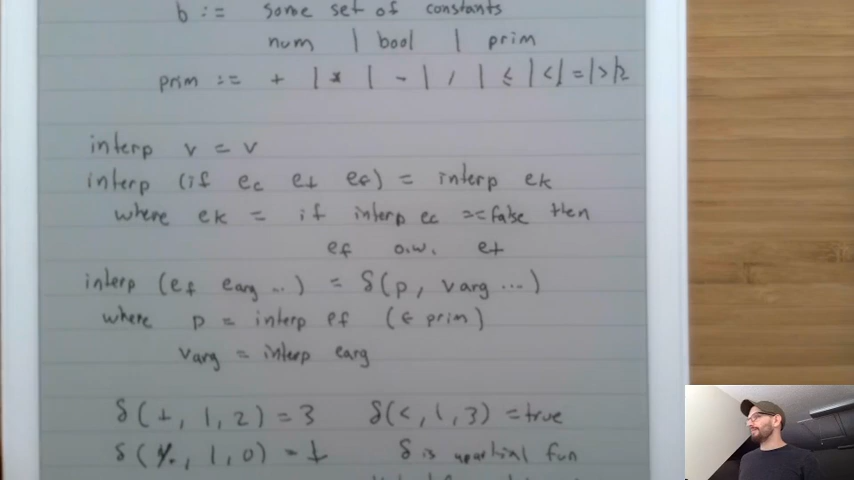 b := some set of constants
num | bool | prim
prim := + | * | - | / | ≤ | < | = | > | ≥
interp v = v
interp (if ec et ef) = interp ek
where ek = if interp ec == false then
ef o.w. et
interp (ef earg ...) = δ(p, varg ...)
where p = interp ef (∈ prim)
varg = interp earg
δ(+, 1, 2) = 3 δ(<, 1, 3) = true
δ(/, 1, 0) = ⊥ δ is partial fun